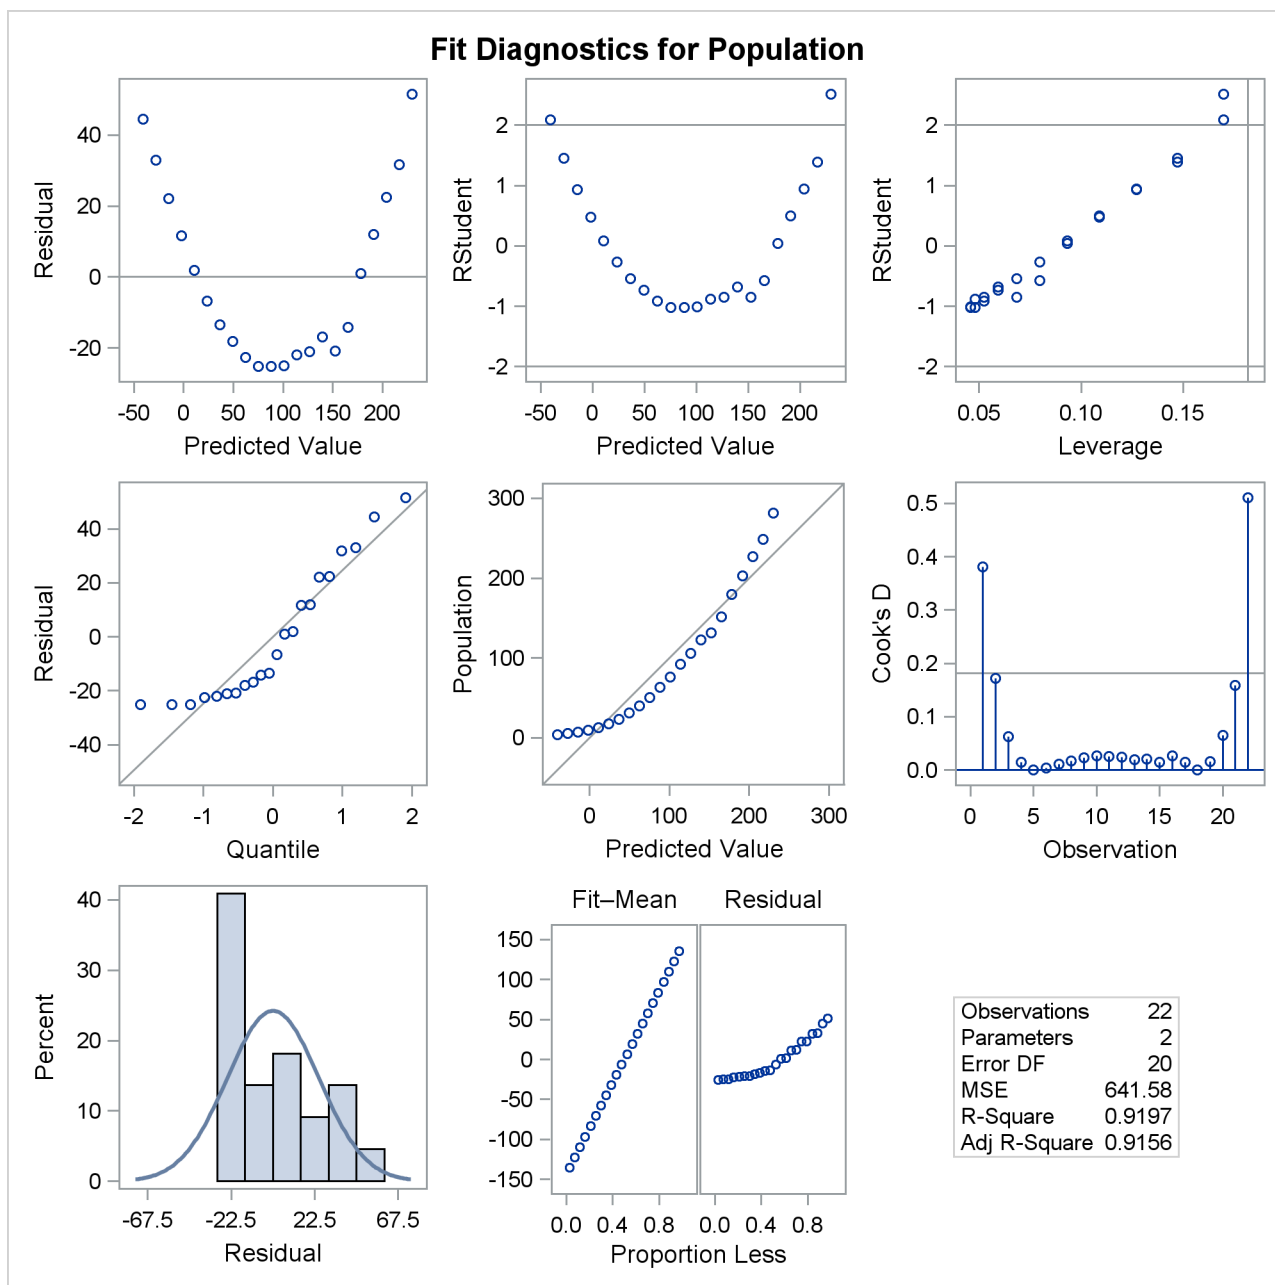 Fit Diagnostics for Population
Residual
40
20
0
-20
-50 0 50 100 150 200
Predicted Value
RStudent
2
1
0
-1
-2
-50 0 50 100 150 200
Predicted Value
RStudent
2
1
0
-1
-2
0.05 0.10 0.15
Leverage
Residual
40
20
0
-20
-40
-2 -1 0 1 2
Quantile
Population
300
200
100
0
0 100 200 300
Predicted Value
Cook's D
0.5
0.4
0.3
0.2
0.1
0.0
0 5 10 15 20
Observation
Percent
40
30
20
10
0
-67.5 -22.5 22.5 67.5
Residual
Fit–Mean Residual
150
100
50
0
-50
-100
-150
0.0 0.4 0.8 0.0 0.4 0.8
Proportion Less
Observations 22
Parameters 2
Error DF 20
MSE 641.58
R-Square 0.9197
Adj R-Square 0.9156